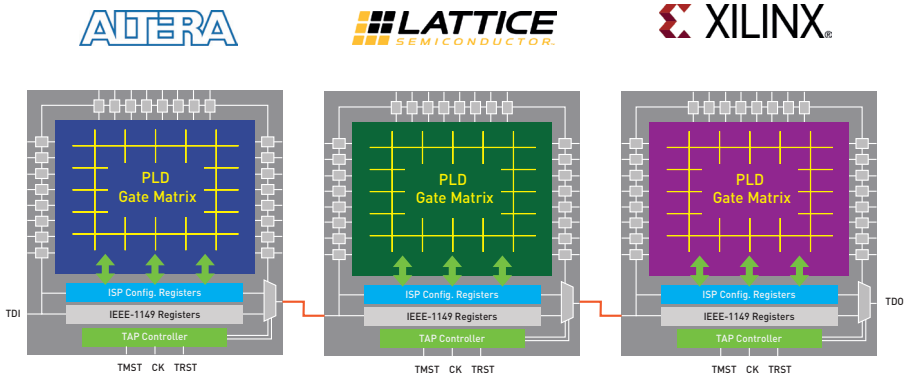 ALTERA
LATTICE
SEMICONDUCTOR.
XILINX®
PLD
Gate Matrix
ISP Config. Registers
IEEE-1149 Registers
TAP Controller
TDI
TMST CK TRST
PLD
Gate Matrix
ISP Config. Registers
IEEE-1149 Registers
TAP Controller
TMST CK TRST
PLD
Gate Matrix
ISP Config. Registers
IEEE-1149 Registers
TAP Controller
TDO
TMST CK TRST